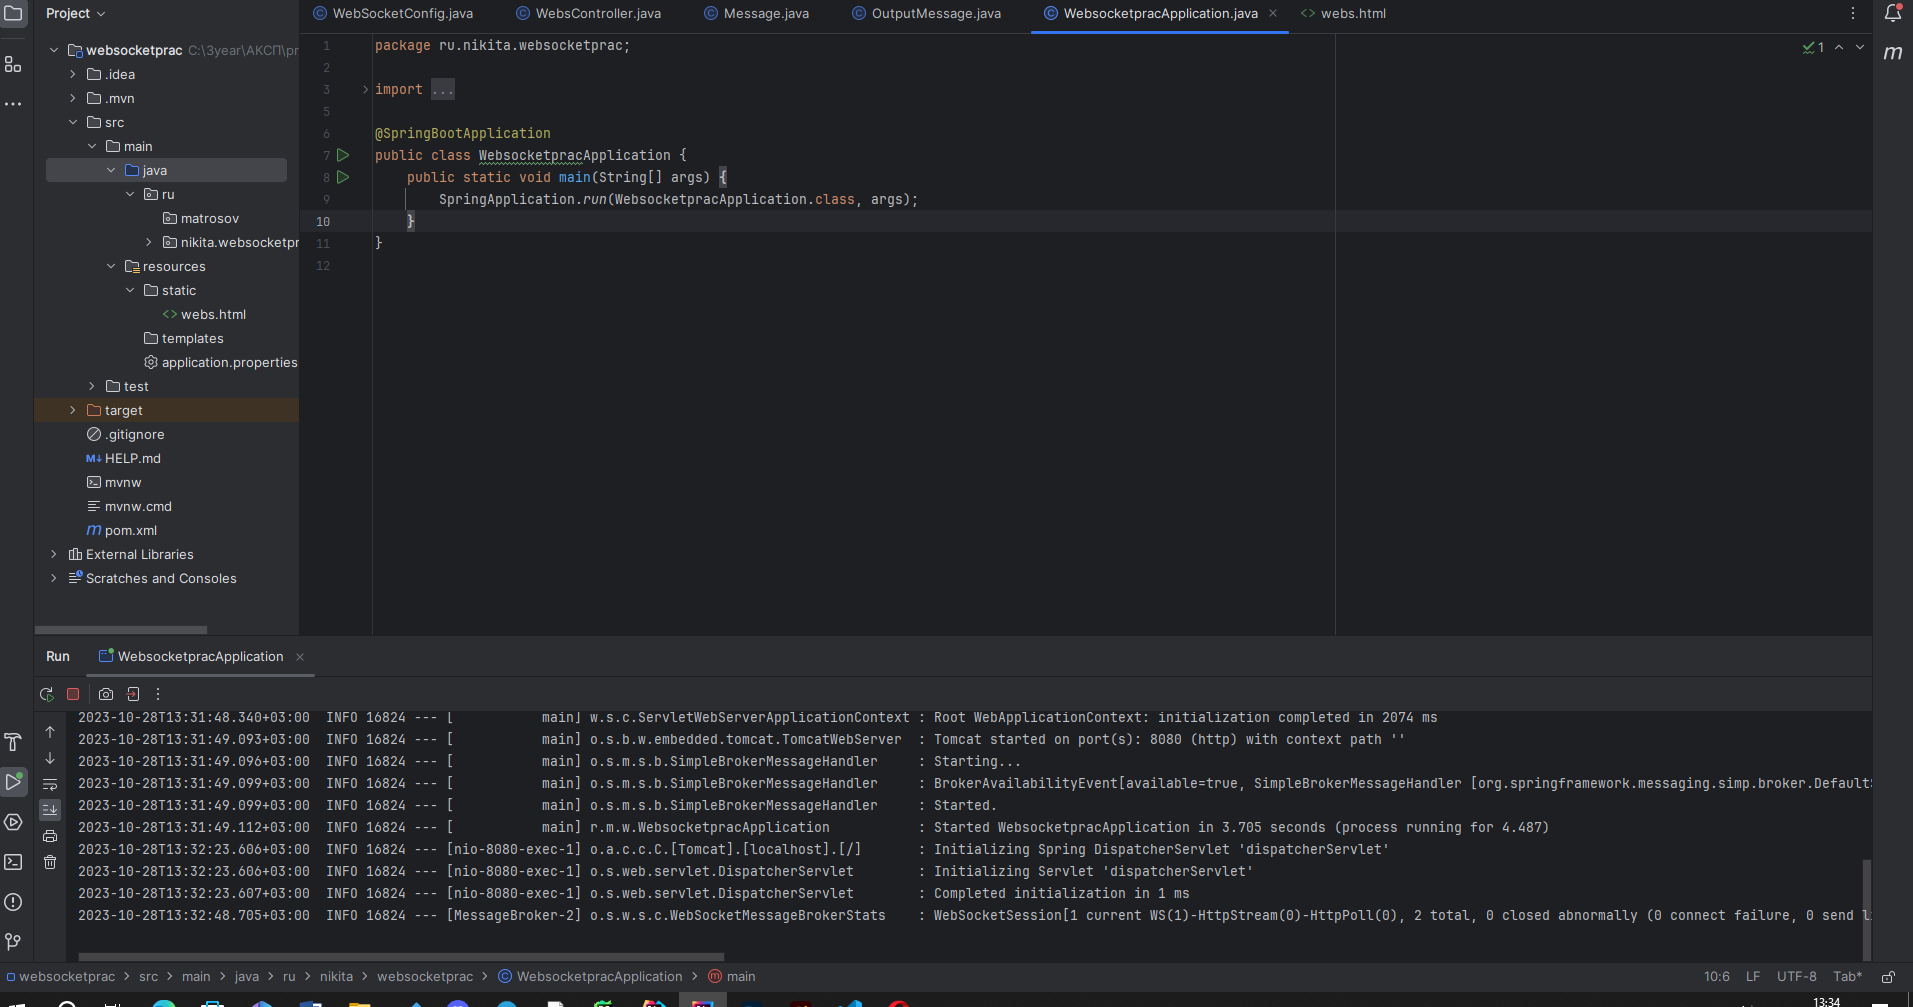 Project
WebSocketConfig.java
WebsController.java
Message.java
OutputMessage.java
WebsocketpracApplication.java
webs.html
websocketprac C:\3year\АКСП\pr
.idea
.mvn
src
main
java
ru
matrosov
nikita.websocketpr
resources
static
webs.html
templates
application.properties
test
target
.gitignore
HELP.md
mvnw
mvnw.cmd
pom.xml
External Libraries
Scratches and Consoles
1 package ru.nikita.websocketprac;
2
3 import ...
5
6 @SpringBootApplication
7 public class WebsocketpracApplication {
8 public static void main(String[] args) {
9 SpringApplication.run(WebsocketpracApplication.class, args);
10 }
11 }
12
1
m
Run WebsocketpracApplication
2023-10-28T13:31:48.340+03:00 INFO 16824 --- [ main] w.s.c.ServletWebServerApplicationContext : Root WebApplicationContext: initialization completed in 2074 ms
2023-10-28T13:31:49.093+03:00 INFO 16824 --- [ main] o.s.b.w.embedded.tomcat.TomcatWebServer : Tomcat started on port(s): 8080 (http) with context path ''
2023-10-28T13:31:49.096+03:00 INFO 16824 --- [ main] o.s.m.s.b.SimpleBrokerMessageHandler : Starting...
2023-10-28T13:31:49.099+03:00 INFO 16824 --- [ main] o.s.m.s.b.SimpleBrokerMessageHandler : BrokerAvailabilityEvent[available=true, SimpleBrokerMessageHandler [org.springframework.messaging.simp.broker.DefaultS
2023-10-28T13:31:49.099+03:00 INFO 16824 --- [ main] o.s.m.s.b.SimpleBrokerMessageHandler : Started.
2023-10-28T13:31:49.112+03:00 INFO 16824 --- [ main] r.m.w.WebsocketpracApplication : Started WebsocketpracApplication in 3.705 seconds (process running for 4.487)
2023-10-28T13:32:23.606+03:00 INFO 16824 --- [nio-8080-exec-1] o.a.c.c.C.[Tomcat].[localhost].[/] : Initializing Spring DispatcherServlet 'dispatcherServlet'
2023-10-28T13:32:23.606+03:00 INFO 16824 --- [nio-8080-exec-1] o.s.web.servlet.DispatcherServlet : Initializing Servlet 'dispatcherServlet'
2023-10-28T13:32:23.607+03:00 INFO 16824 --- [nio-8080-exec-1] o.s.web.servlet.DispatcherServlet : Completed initialization in 1 ms
2023-10-28T13:32:48.705+03:00 INFO 16824 --- [MessageBroker-2] o.s.w.s.c.WebSocketMessageBrokerStats : WebSocketSession[1 current WS(1)-HttpStream(0)-HttpPoll(0), 2 total, 0 closed abnormally (0 connect failure, 0 send li
websocketprac > src > main > java > ru > nikita > websocketprac > WebsocketpracApplication > main
10:6 LF UTF-8 Tab*
13:34